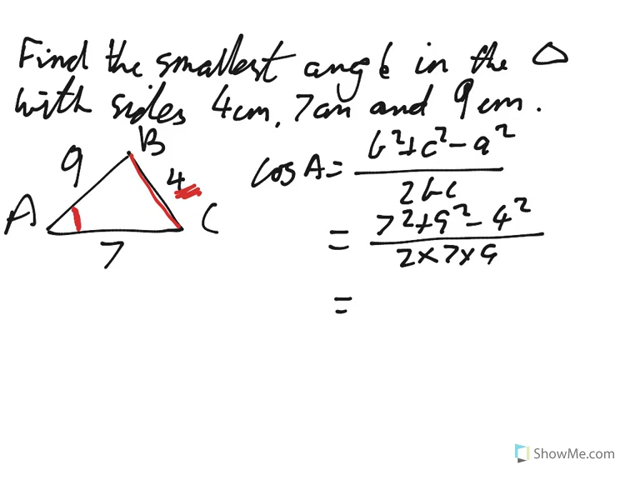 Find the smallest angle in the △
with sides 4cm, 7cm and 9cm.
B
9
4
A
C
7
cos A = b²+c²-a² / 2bc
= 7²+9²-4² / 2×7×9
=
ShowMe.com